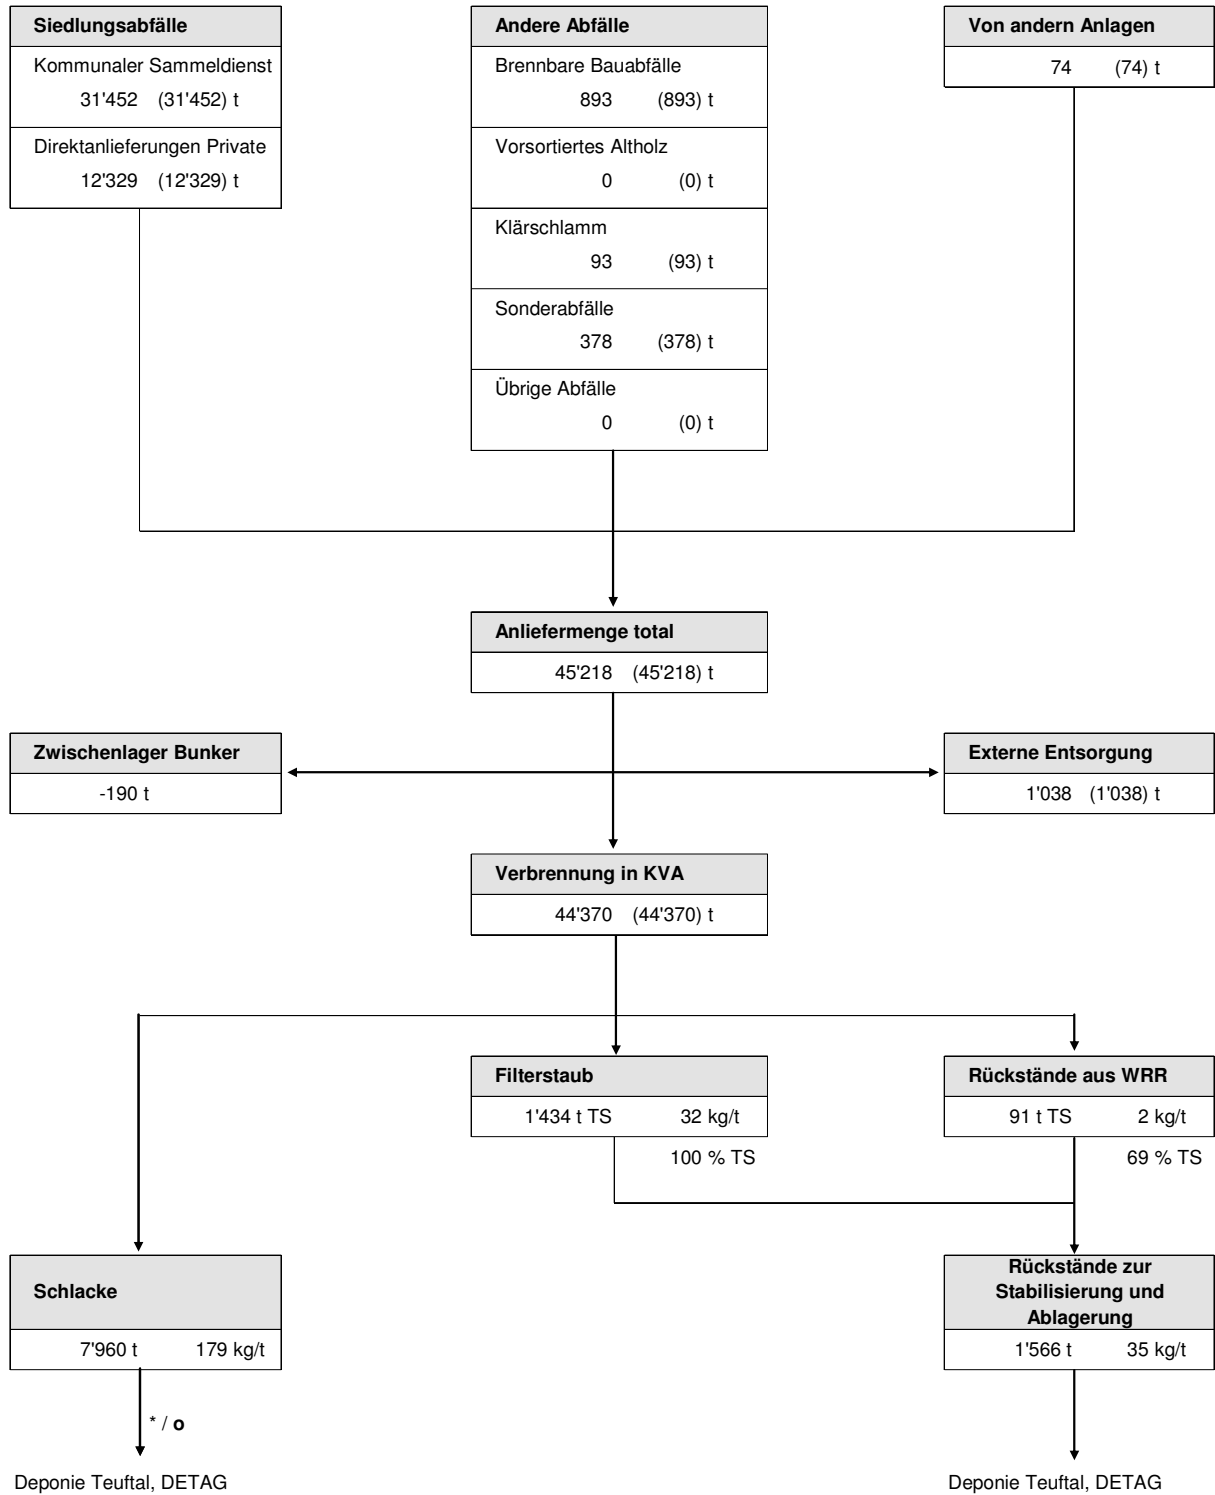 Siedlungsabfälle
Kommunaler Sammeldienst
31'452 (31'452) t
Direktanlieferungen Private
12'329 (12'329) t
Andere Abfälle
Brennbare Bauabfälle
893 (893) t
Vorsortiertes Altholz
0 (0) t
Klärschlamm
93 (93) t
Sonderabfälle
378 (378) t
Übrige Abfälle
0 (0) t
Von andern Anlagen
74 (74) t
Anliefermenge total
45'218 (45'218) t
Zwischenlager Bunker
-190 t
Externe Entsorgung
1'038 (1'038) t
Verbrennung in KVA
44'370 (44'370) t
Filterstaub
1'434 t TS 32 kg/t
100 % TS
Rückstände aus WRR
91 t TS 2 kg/t
69 % TS
Schlacke
7'960 t 179 kg/t
* / o
Deponie Teuftal, DETAG
Rückstände zur
Stabilisierung und
Ablagerung
1'566 t 35 kg/t
Deponie Teuftal, DETAG